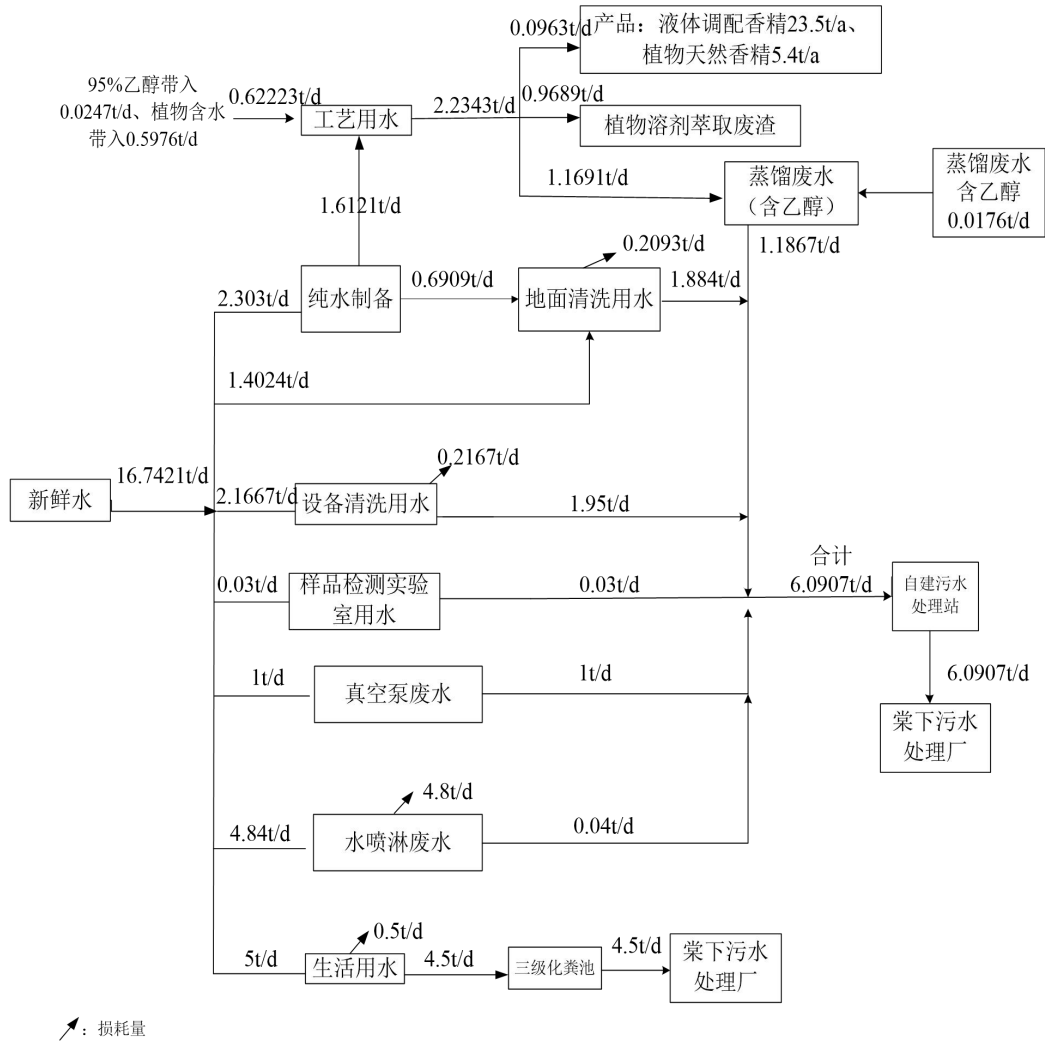 0.0963t/d
产品：液体调配香精23.5t/a、
植物天然香精5.4t/a
95%乙醇带入
0.0247t/d、植物含水
带入0.5976t/d
0.62223t/d
工艺用水
2.2343t/d
0.9689t/d
植物溶剂萃取废渣
1.1691t/d
蒸馏废水
（含乙醇）
蒸馏废水
含乙醇
0.0176t/d
1.6121t/d
1.1867t/d
0.2093t/d
2.303t/d
纯水制备
0.6909t/d
地面清洗用水
1.884t/d
1.4024t/d
新鲜水
16.7421t/d
0.2167t/d
2.1667t/d
设备清洗用水
1.95t/d
0.03t/d
样品检测实验
室用水
0.03t/d
合计
6.0907t/d
自建污水
处理站
1t/d
真空泵废水
1t/d
6.0907t/d
棠下污水
处理厂
4.8t/d
4.84t/d
水喷淋废水
0.04t/d
0.5t/d
5t/d
生活用水
4.5t/d
三级化粪池
4.5t/d
棠下污水
处理厂
：损耗量